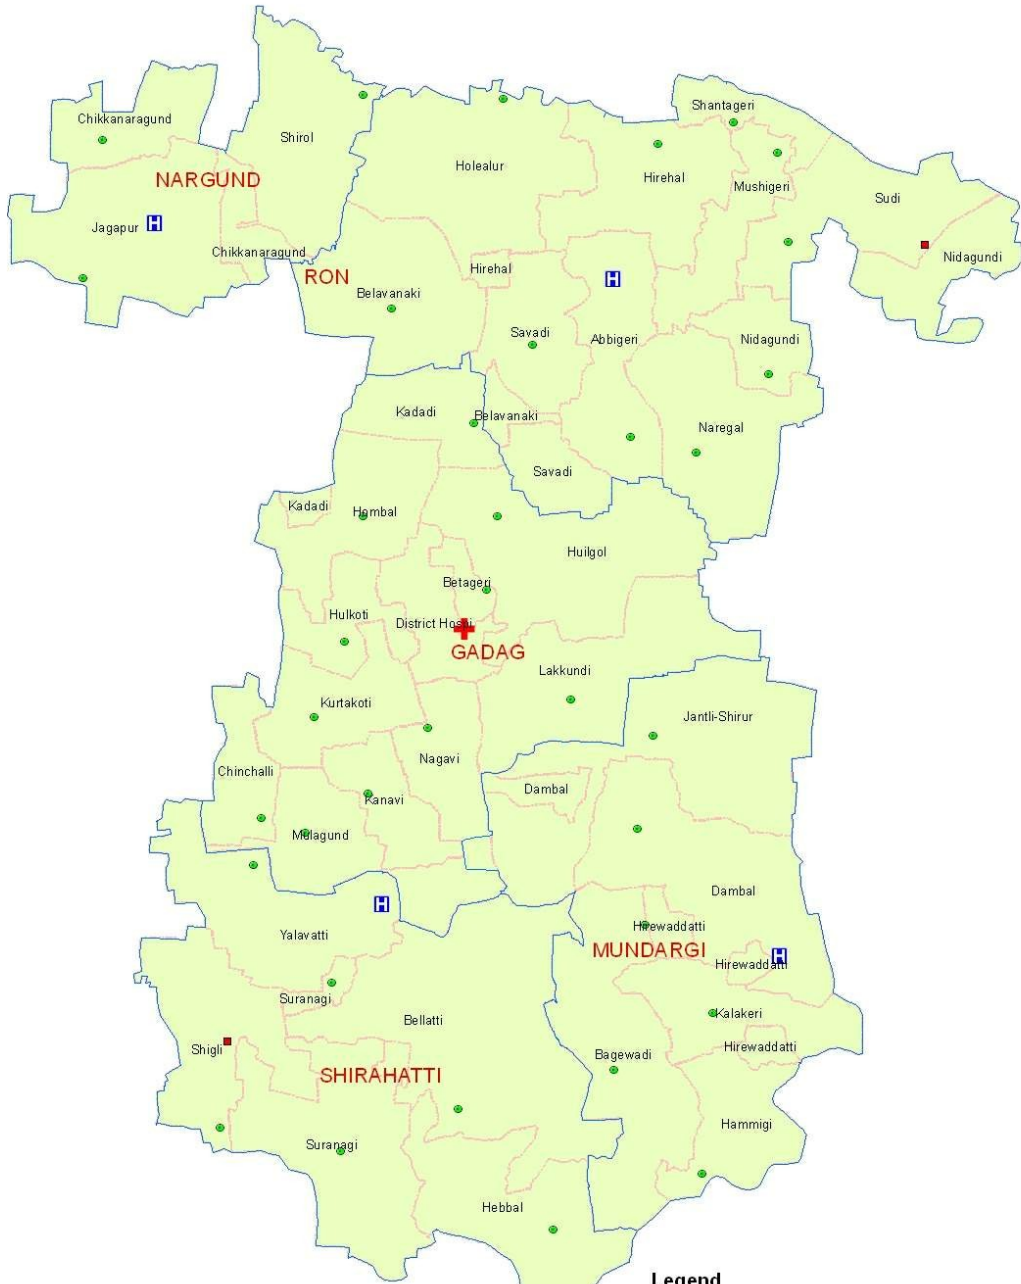 Shantageri
Chikkanaragund
Shirol
Holealur
Hirehal
NARGUND
Mushigeri
Sudi
Jagapur
Chikkanaragund
Nidagundi
RON
Hirehal
Belavanaki
Savadi
Abbigeri
Nidagundi
Kadadi
Belavanaki
Naregal
Savadi
Kadadi
Hombal
Huilgol
Betageri
Hulkoti
District Hospi
GADAG
Lakkundi
Kurtakoti
Jantli-Shirur
Nagavi
Chinchalli
Dambal
Kanavi
Mulagund
Dambal
H
H
H
H
Hirewaddatti
Yalavatti
MUNDARGI
Hirewaddatti
Suranagi
Bellatti
Kalakeri
Hirewaddatti
Shigli
Bagewadi
SHIRAHATTI
Hammigi
Suranagi
Hebbal
Legend